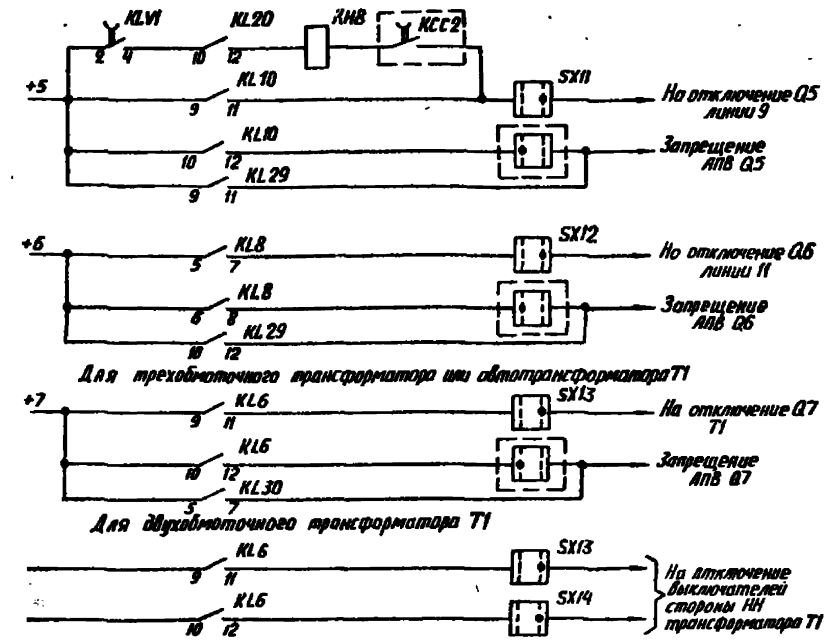 KLV1 KL20 КН8 KCC2
2 4 10 12
+5 KL10 SX11 На отключение Q5
9 11 линии 9
KL10 Запрещение
10 12 АПВ Q5
KL29
9 11
+6 KL8 SX12 На отключение Q6
5 7 линии 11
KL8 Запрещение
6 8 АПВ Q6
KL29
10 12
Для трехобмоточного трансформатора или автотрансформатора T1
+7 KL6 SX13 На отключение Q7
9 11 T1
KL6 Запрещение
10 12 АПВ Q7
KL30
5 7
Для двухобмоточного трансформатора T1
KL6 SX13 На отключение
9 11 выключателей
KL6 SX14 стороны НН
10 12 трансформатора T1